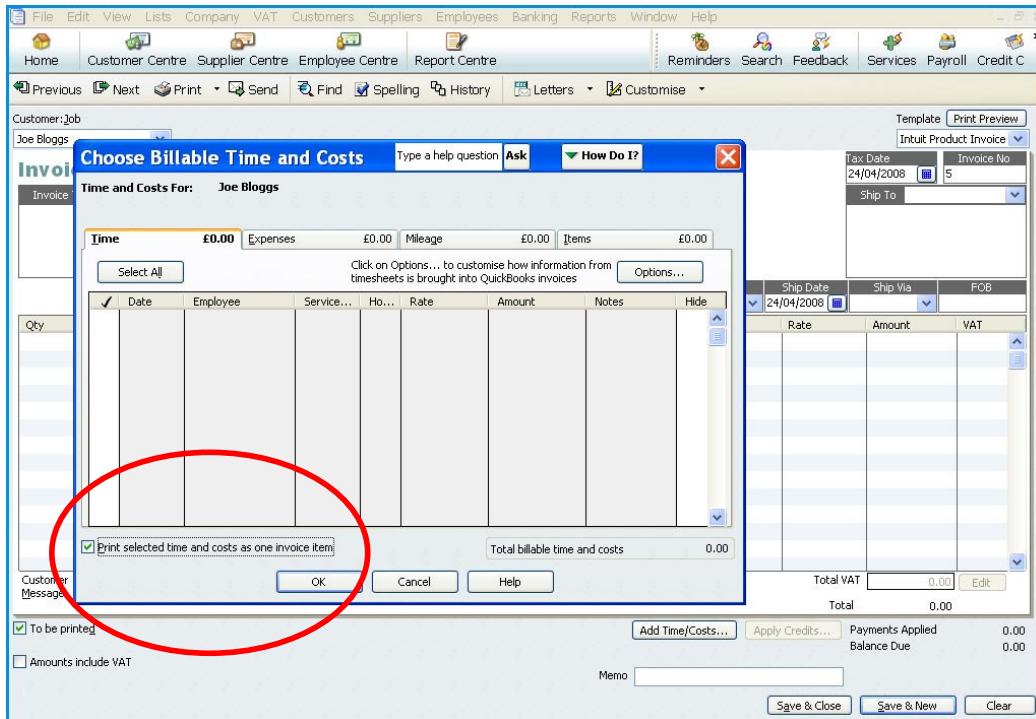 File Edit View Lists Company VAT Customers Suppliers Employees Banking Reports Window Help
Home Customer Centre Supplier Centre Employee Centre Report Centre Reminders Search Feedback Services Payroll Credit C
Previous Next Print Send Find Spelling History Letters Customise
Customer:Job Template Print Preview
Joe Bloggs Intuit Product Invoice
Choose Billable Time and Costs Type a help question Ask How Do I?
Invoi Tax Date Invoice No
24/04/2008 5
Time and Costs For: Joe Bloggs
Invoice Ship To
Time £0.00 Expenses £0.00 Mileage £0.00 Items £0.00
Select All Click on Options... to customise how information from
timesheets is brought into QuickBooks invoices Options...
Ship Date Ship Via FOB
Date Employee Service... Ho... Rate Amount Notes Hide 24/04/2008
Qty Rate Amount VAT
Print selected time and costs as one invoice item Total billable time and costs 0.00
OK Cancel Help
Customer
Message
Total VAT 0.00 Edit
Total 0.00
To be printed Add Time/Costs... Apply Credits... Payments Applied 0.00
Balance Due 0.00
Amounts include VAT
Memo
Save & Close Save & New Clear